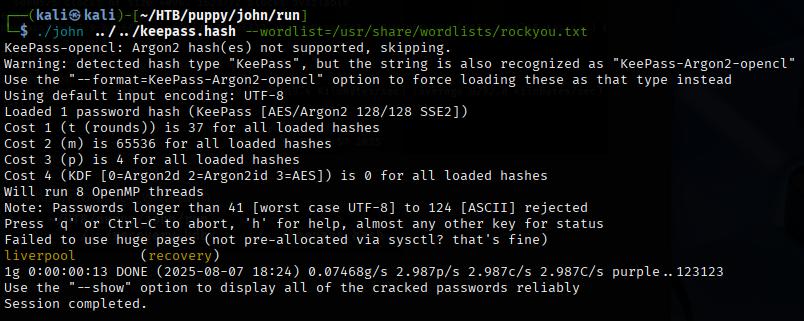 ┌──(kali㉿kali)-[~/HTB/puppy/john/run]
└─$ ./john ../../keepass.hash --wordlist=/usr/share/wordlists/rockyou.txt
KeePass-opencl: Argon2 hash(es) not supported, skipping.
Warning: detected hash type "KeePass", but the string is also recognized as "KeePass-Argon2-opencl"
Use the "--format=KeePass-Argon2-opencl" option to force loading these as that type instead
Using default input encoding: UTF-8
Loaded 1 password hash (KeePass [AES/Argon2 128/128 SSE2])
Cost 1 (t (rounds)) is 37 for all loaded hashes
Cost 2 (m) is 65536 for all loaded hashes
Cost 3 (p) is 4 for all loaded hashes
Cost 4 (KDF [0=Argon2d 2=Argon2id 3=AES]) is 0 for all loaded hashes
Will run 8 OpenMP threads
Note: Passwords longer than 41 [worst case UTF-8] to 124 [ASCII] rejected
Press 'q' or Ctrl-C to abort, 'h' for help, almost any other key for status
Failed to use huge pages (not pre-allocated via sysctl? that's fine)
liverpool        (recovery)
1g 0:00:00:13 DONE (2025-08-07 18:24) 0.07468g/s 2.987p/s 2.987c/s 2.987C/s purple..123123
Use the "--show" option to display all of the cracked passwords reliably
Session completed.